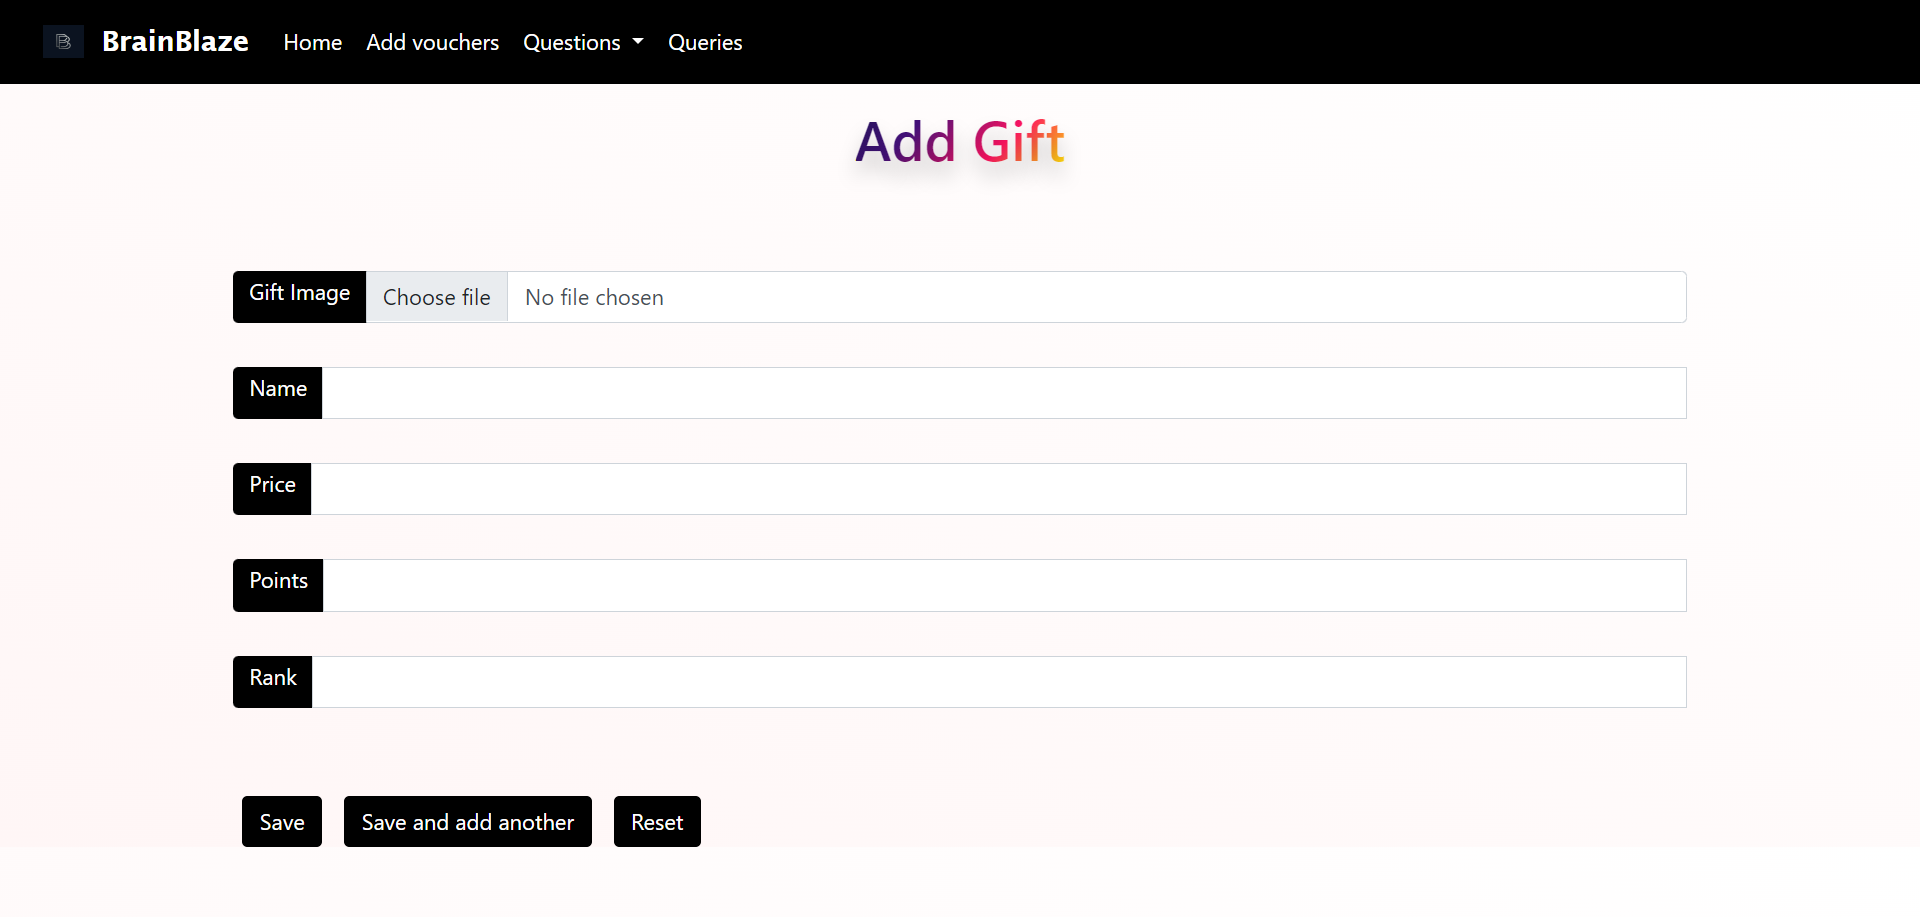 B BrainBlaze Home Add vouchers Questions Queries
Add Gift
Gift Image Choose file No file chosen
Name
Price
Points
Rank
Save Save and add another Reset